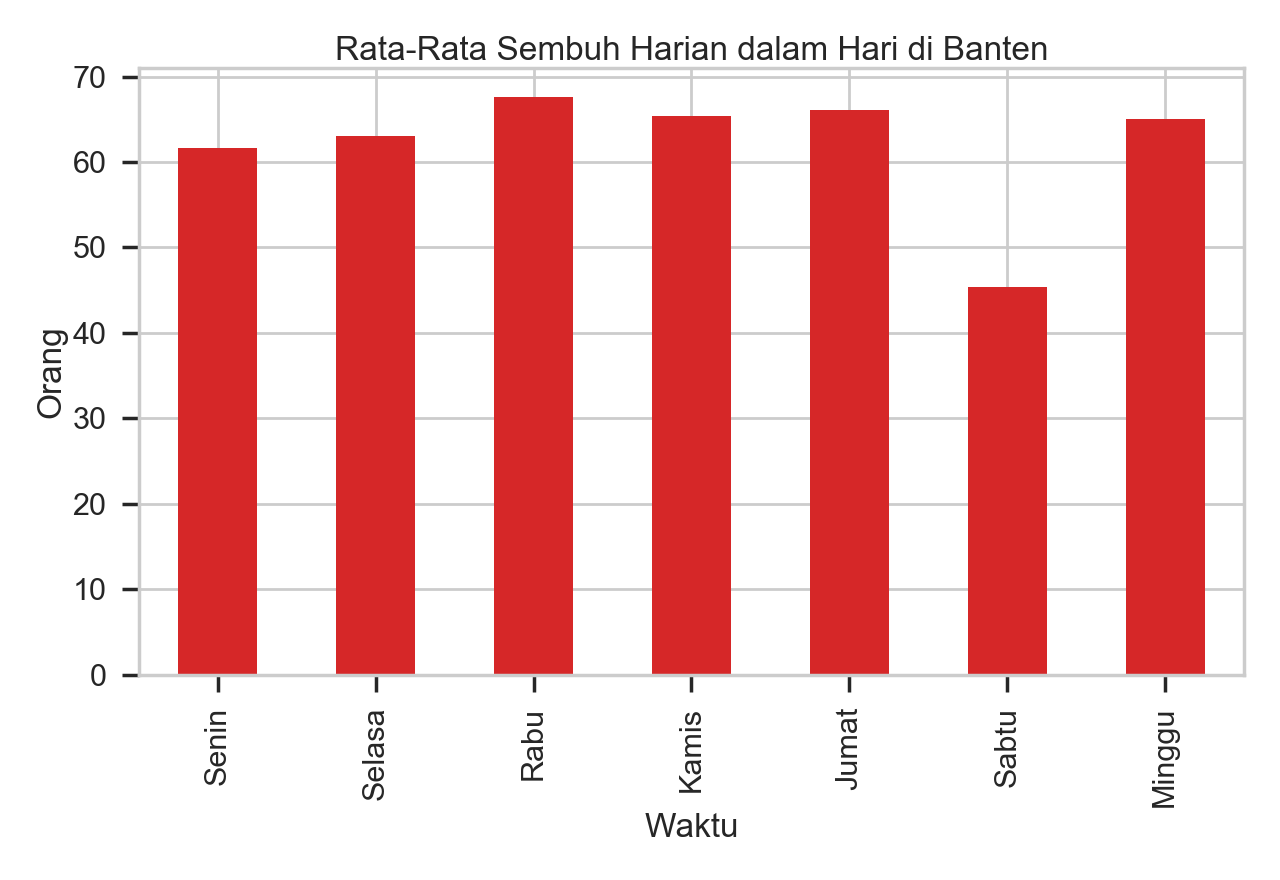 Rata-Rata Sembuh Harian dalam Hari di Banten
70
60
50
40
30
20
10
0
Orang
Senin
Selasa
Rabu
Kamis
Jumat
Sabtu
Minggu
Waktu